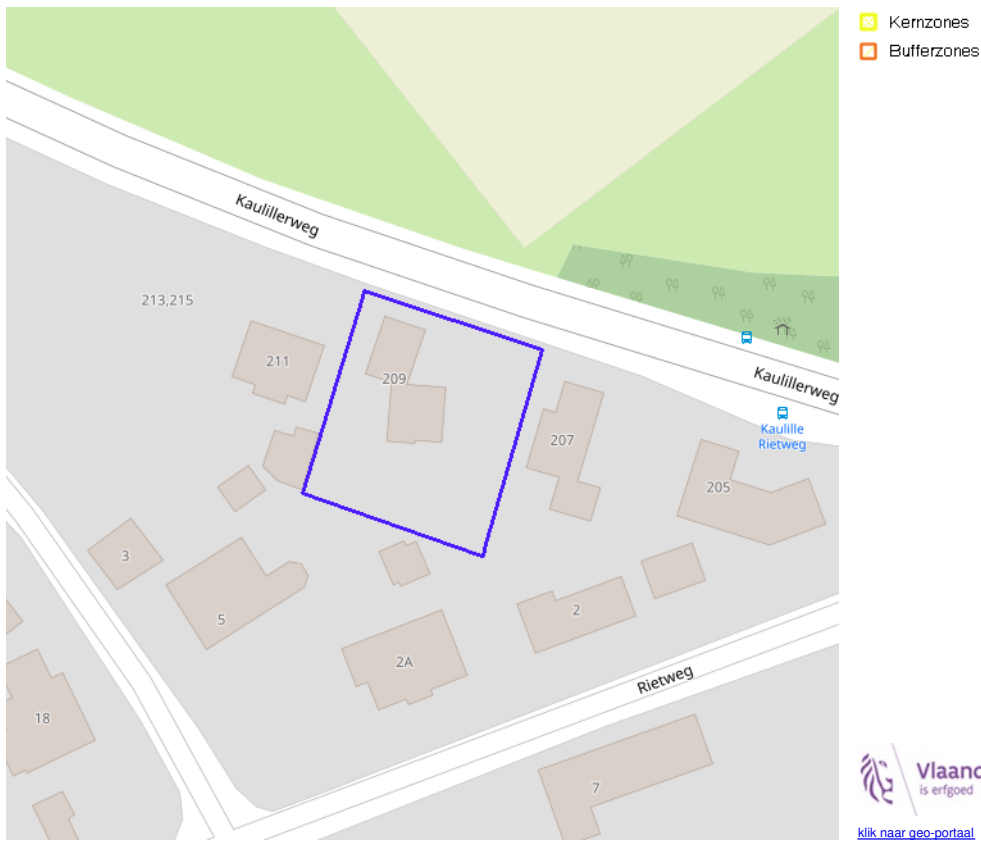 Kernzones
Bufferzones
Kaulillerweg
213,215
211
209
Kaulillerweg
Kaulille
Rietweg
207
205
3
5
2
2A
Rietweg
18
7
Vlaand
is erfgoed
klik naar geo-portaal